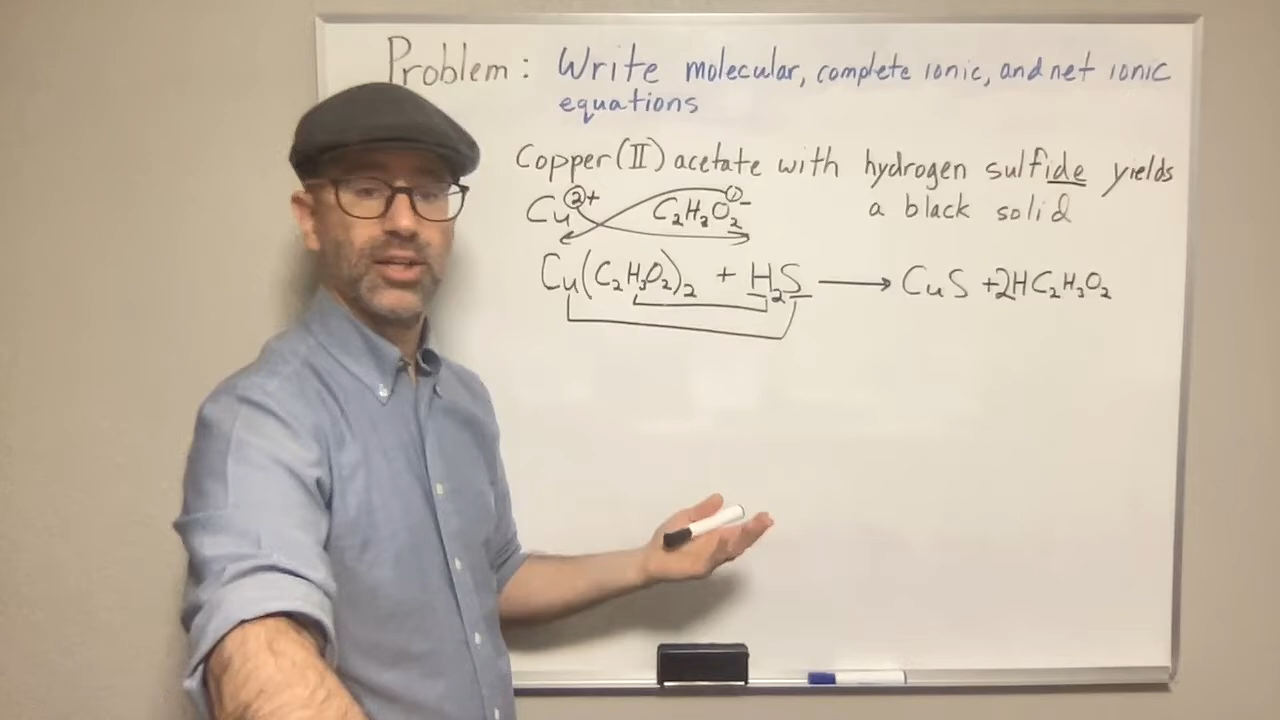 Problem: Write molecular, complete ionic, and net ionic
equations
Copper (II) acetate with hydrogen sulfide yields
a black solid
Cu²⁺ C₂H₃O₂¹⁻
Cu(C₂H₃O₂)₂ + H₂S ⟶ CuS + 2HC₂H₃O₂